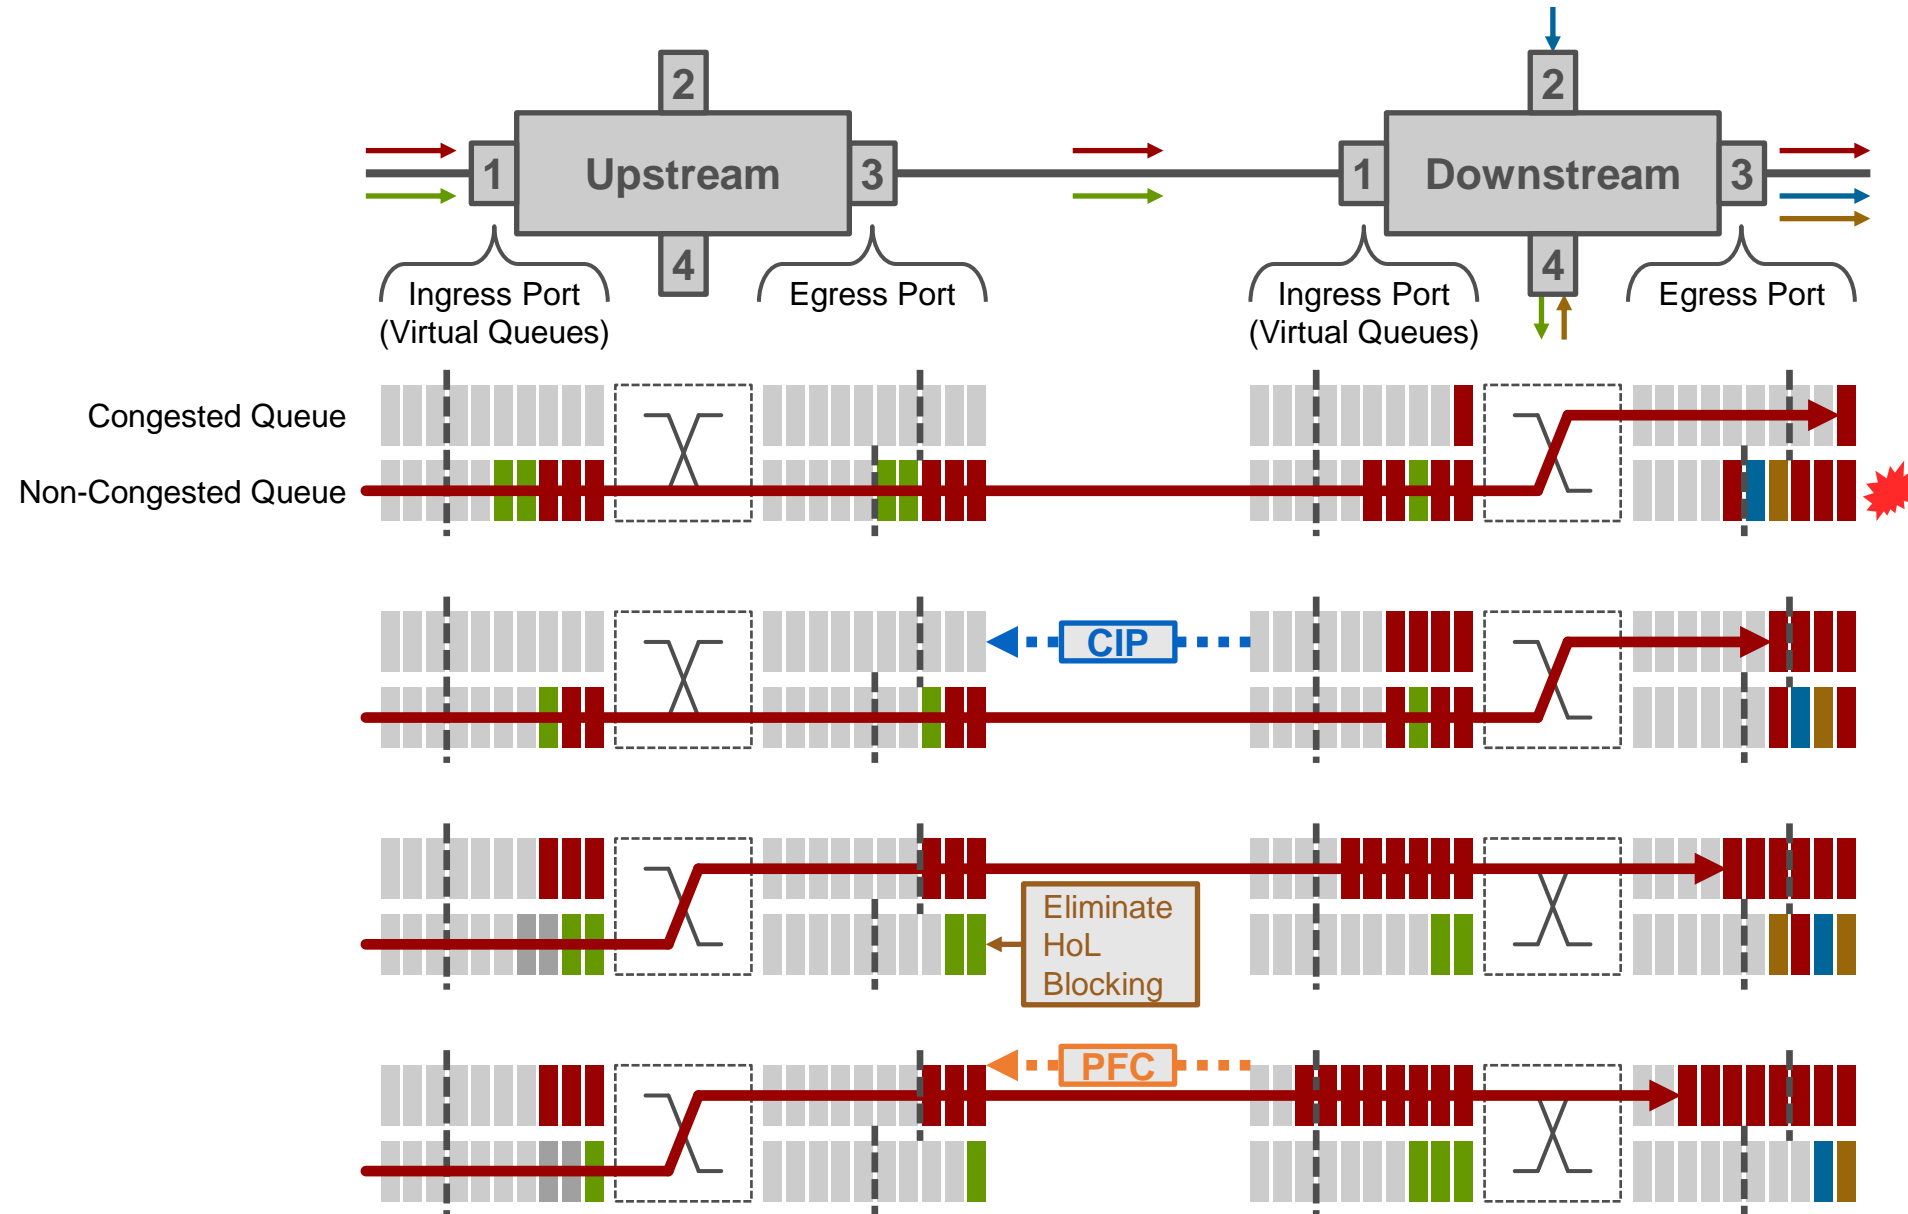 2
2
1
Upstream
3
1
Downstream
3
4
4
Ingress Port
(Virtual Queues)
Egress Port
Ingress Port
(Virtual Queues)
Egress Port
Congested Queue
Non-Congested Queue
CIP
Eliminate
HoL
Blocking
PFC